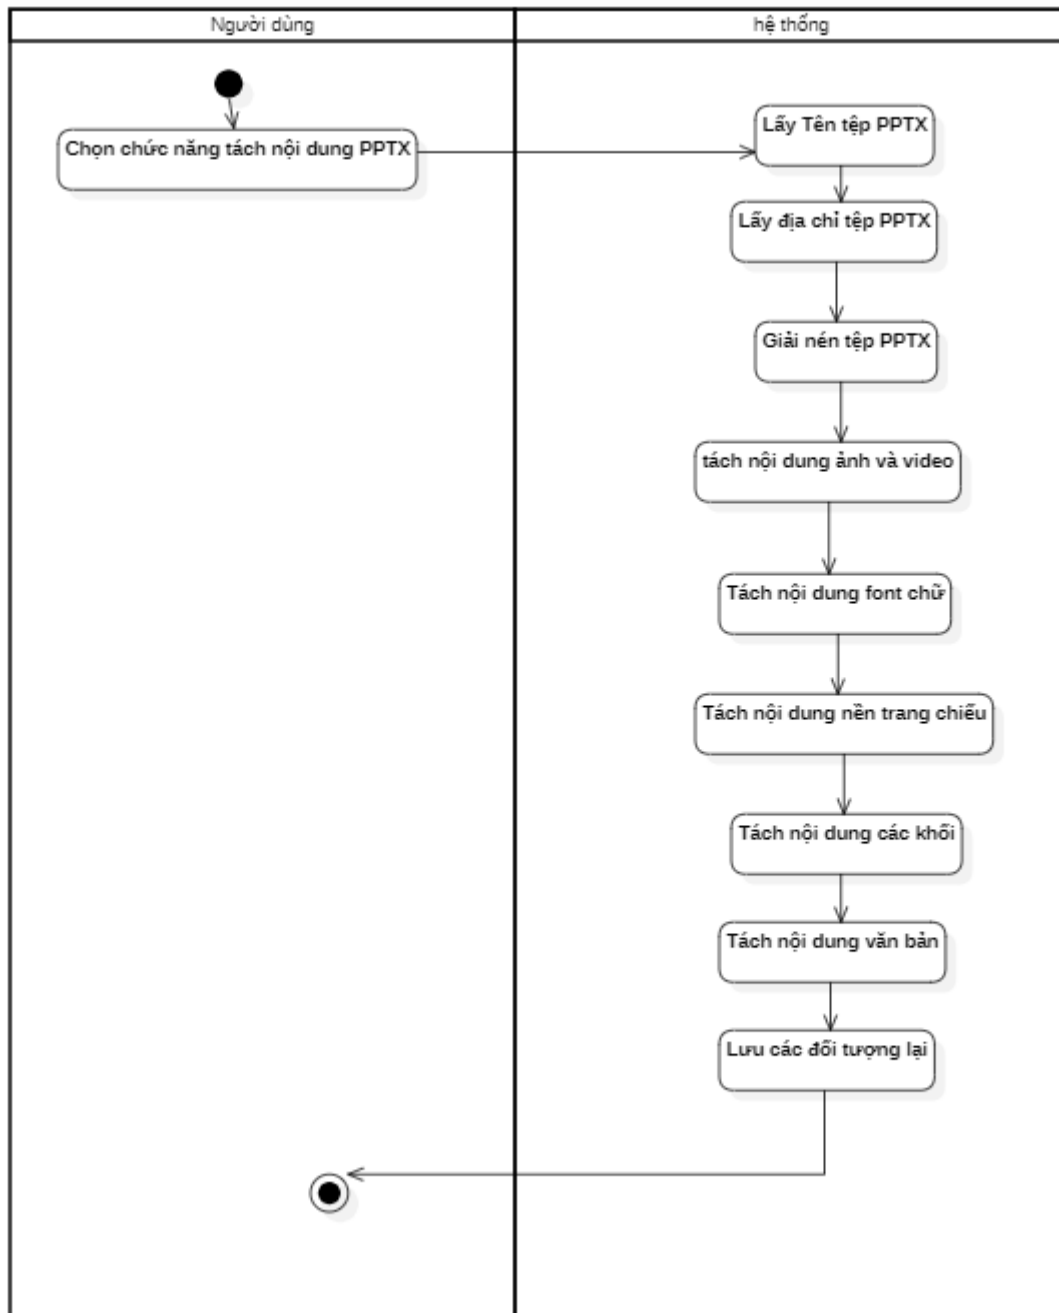 Người dùng
hệ thống
Chọn chức năng tách nội dung PPTX
Lấy Tên tệp PPTX
Lấy địa chỉ tệp PPTX
Giải nén tệp PPTX
tách nội dung ảnh và video
Tách nội dung font chữ
Tách nội dung nền trang chiếu
Tách nội dung các khối
Tách nội dung văn bản
Lưu các đối tượng lại